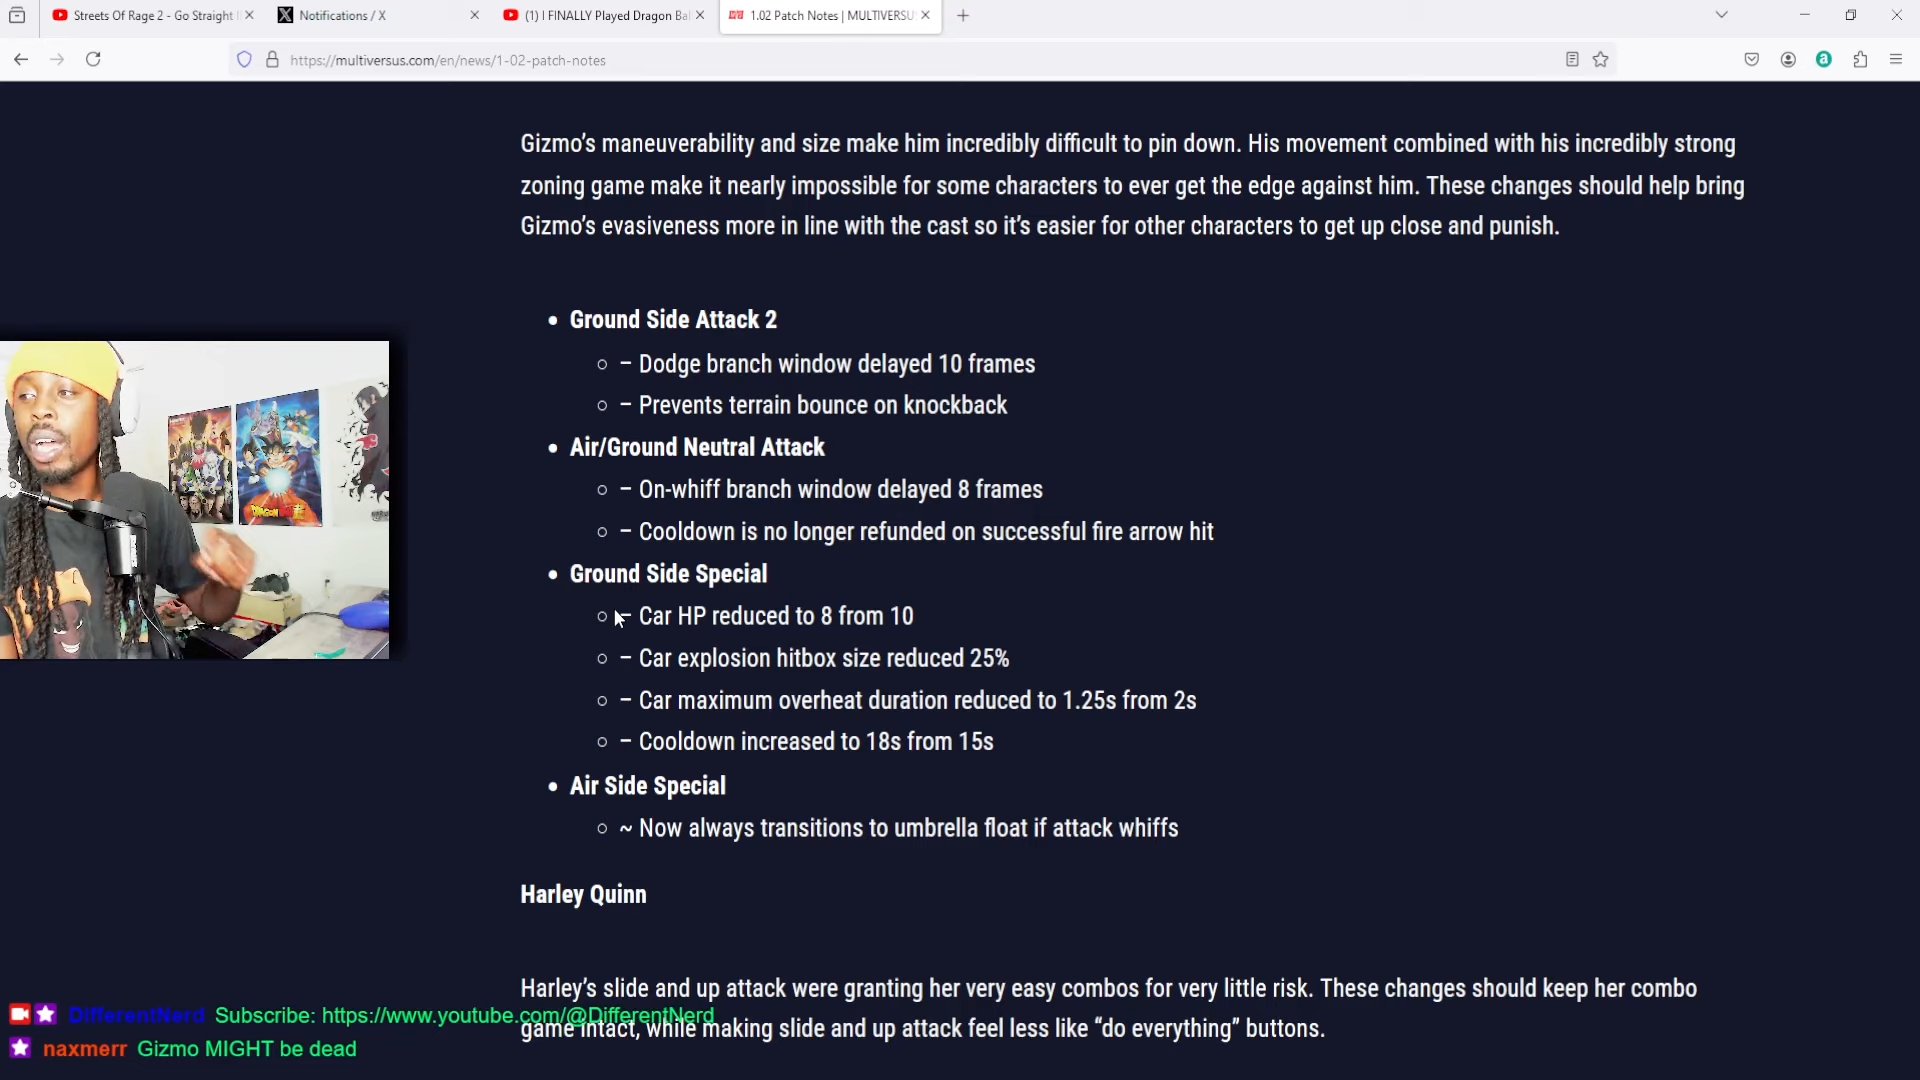 Streets Of Rage 2 - Go Straight
Notifications / X
(1) I FINALLY Played Dragon Bal
1.02 Patch Notes | MULTIVERSU
https://multiversus.com/en/news/1-02-patch-notes
Gizmo’s maneuverability and size make him incredibly difficult to pin down. His movement combined with his incredibly strong
zoning game make it nearly impossible for some characters to ever get the edge against him. These changes should help bring
Gizmo’s evasiveness more in line with the cast so it’s easier for other characters to get up close and punish.
• Ground Side Attack 2
○ – Dodge branch window delayed 10 frames
○ – Prevents terrain bounce on knockback
• Air/Ground Neutral Attack
○ – On-whiff branch window delayed 8 frames
○ – Cooldown is no longer refunded on successful fire arrow hit
• Ground Side Special
○ – Car HP reduced to 8 from 10
○ – Car explosion hitbox size reduced 25%
○ – Car maximum overheat duration reduced to 1.25s from 2s
○ – Cooldown increased to 18s from 15s
• Air Side Special
○ ~ Now always transitions to umbrella float if attack whiffs
Harley Quinn
Harley’s slide and up attack were granting her very easy combos for very little risk. These changes should keep her combo
game intact, while making slide and up attack feel less like “do everything” buttons.
DifferentNerd Subscribe: https://www.youtube.com/@DifferentNerd
naxmerr Gizmo MIGHT be dead